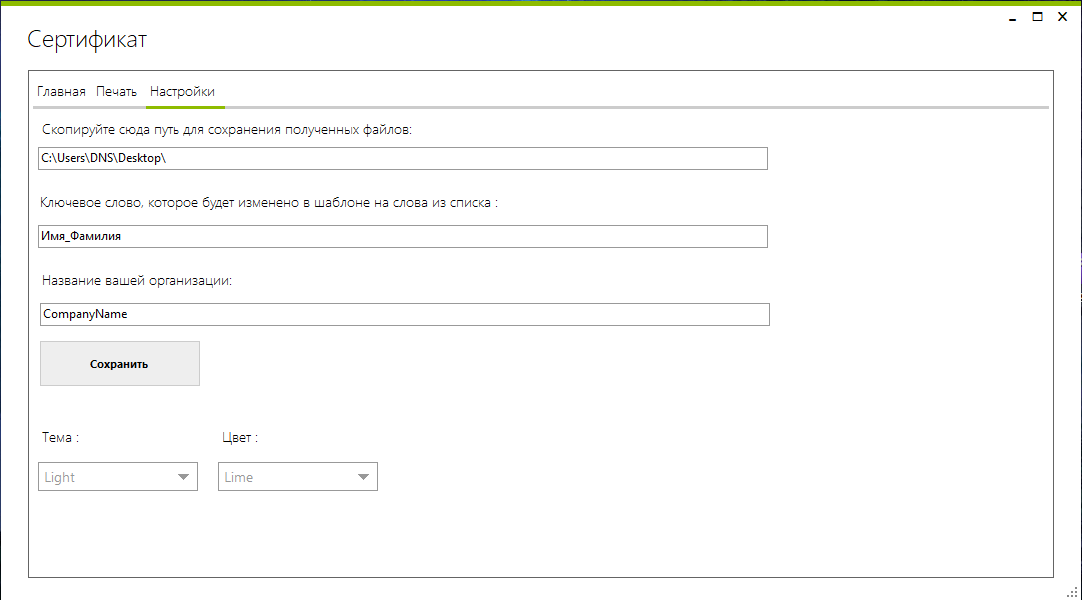 Сертификат
Главная Печать Настройки
Скопируйте сюда путь для сохранения полученных файлов:
C:\Users\DNS\Desktop\
Ключевое слово, которое будет изменено в шаблоне на слова из списка :
Имя_Фамилия
Название вашей организации:
CompanyName
Сохранить
Тема : Цвет :
Light Lime